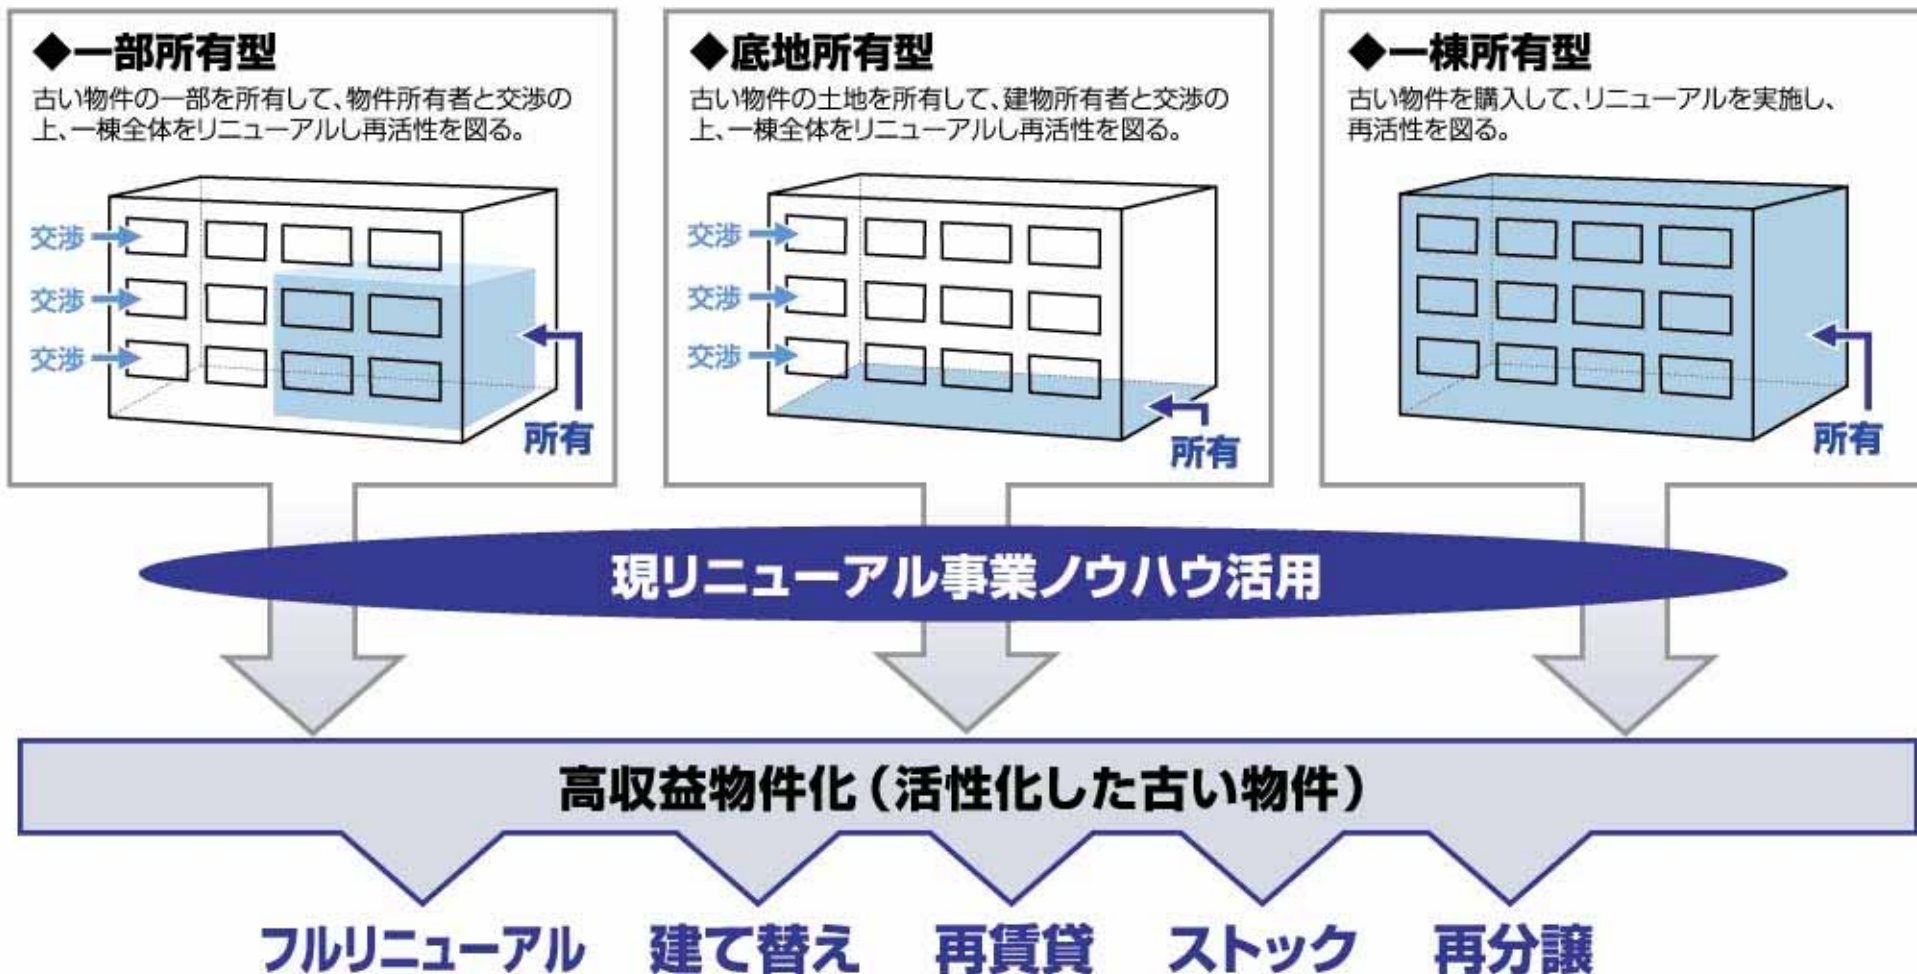 ◆一部所有型
古い物件の一部を所有して、物件所有者と交渉の
上、一棟全体をリニューアルし再活性を図る。
交渉
交渉
交渉
所有
◆底地所有型
古い物件の土地を所有して、建物所有者と交渉の
上、一棟全体をリニューアルし再活性を図る。
交渉
交渉
交渉
所有
◆一棟所有型
古い物件を購入して、リニューアルを実施し、
再活性を図る。
所有
現リニューアル事業ノウハウ活用
高収益物件化（活性化した古い物件）
フルリニューアル
建て替え
再賃貸
ストック
再分譲